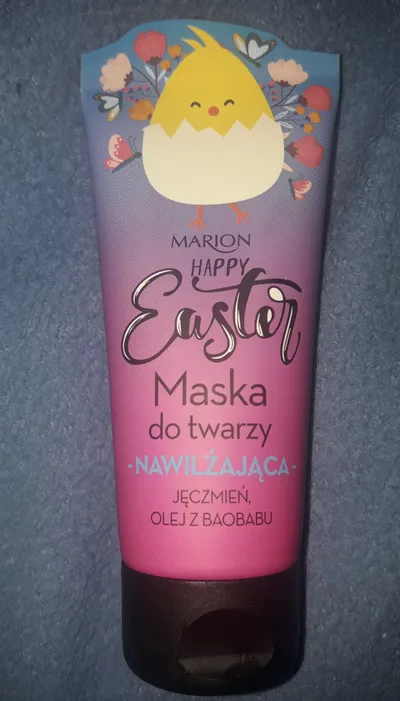 MARION
HAPPY
Easter
Maska
do twarzy
-NAWILŻAJĄCA-
JĘCZMIEŃ,
OLEJ Z BAOBABU